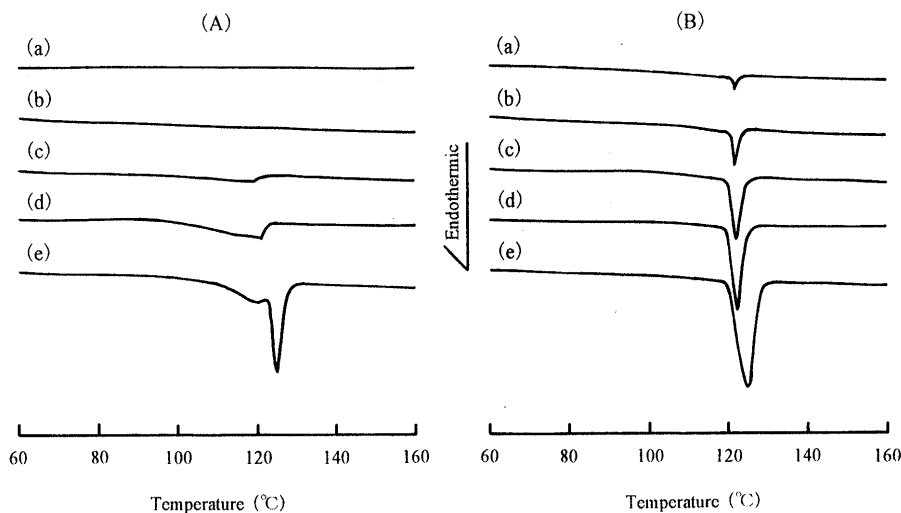 (A)
(a)
(b)
(c)
(d)
(e)
60 80 100 120 140 160
Temperature (°C)
Endothermic
(B)
(a)
(b)
(c)
(d)
(e)
60 80 100 120 140 160
Temperature (°C)